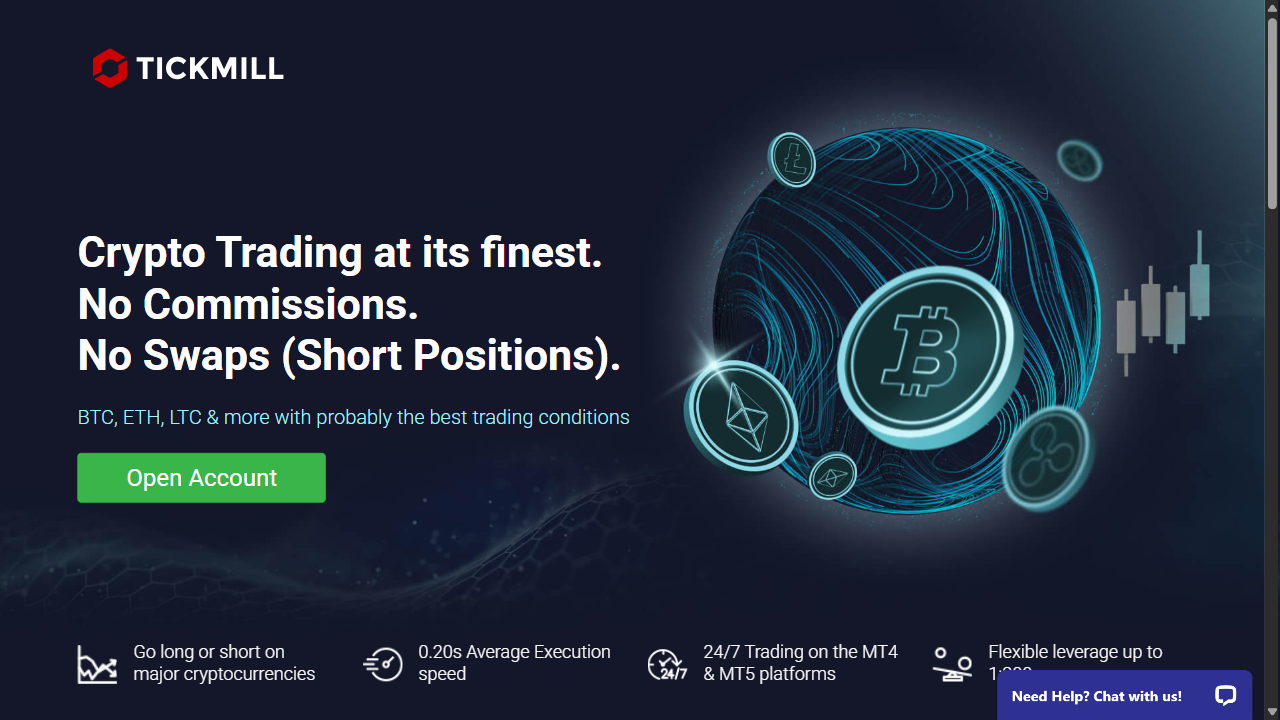 TICKMILL
Crypto Trading at its finest.
No Commissions.
No Swaps (Short Positions).
BTC, ETH, LTC & more with probably the best trading conditions
Open Account
Go long or short on
major cryptocurrencies
0.20s Average Execution
speed
24/7
24/7 Trading on the MT4
& MT5 platforms
Flexible leverage up to
Need Help? Chat with us!